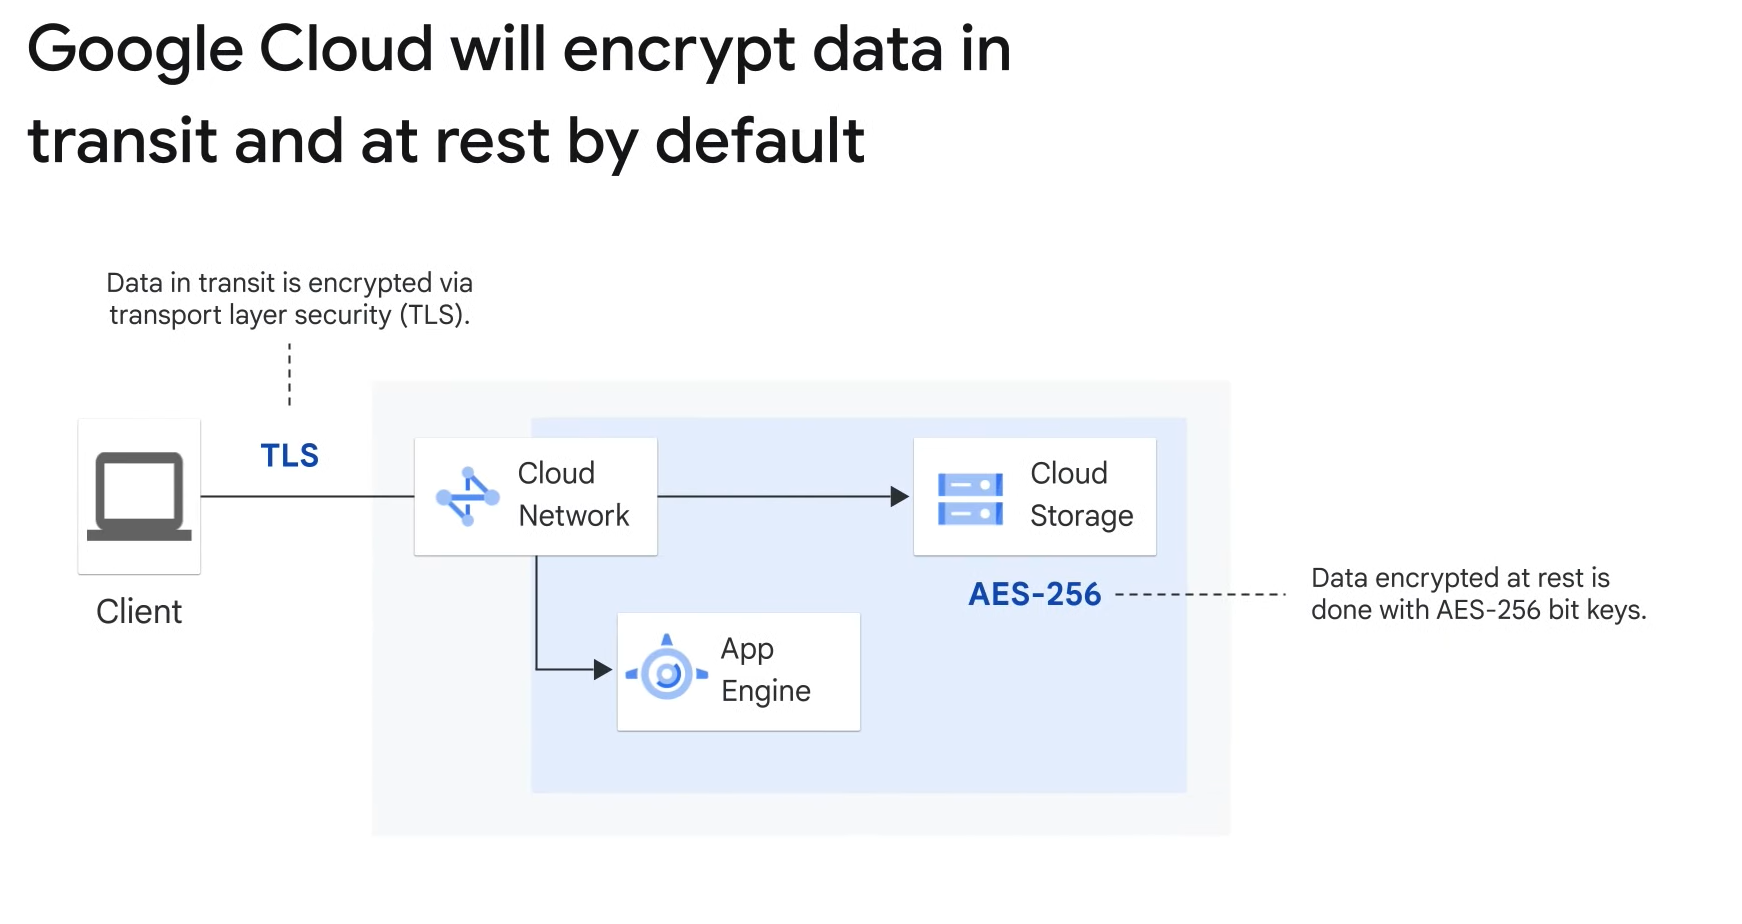 Google Cloud will encrypt data in
transit and at rest by default
Data in transit is encrypted via
transport layer security (TLS).
TLS
Client
Cloud
Network
Cloud
Storage
AES-256
Data encrypted at rest is
done with AES-256 bit keys.
App
Engine